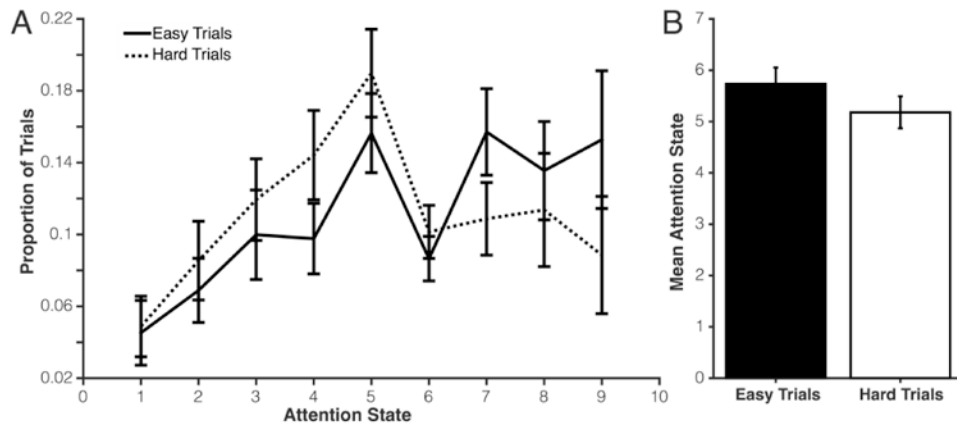 A
Easy Trials
Hard Trials
Proportion of Trials
0.22
0.18
0.14
0.1
0.06
0.02
0 1 2 3 4 5 6 7 8 9 10
Attention State
B
Mean Attention State
7
6
5
4
3
2
1
0
Easy Trials Hard Trials